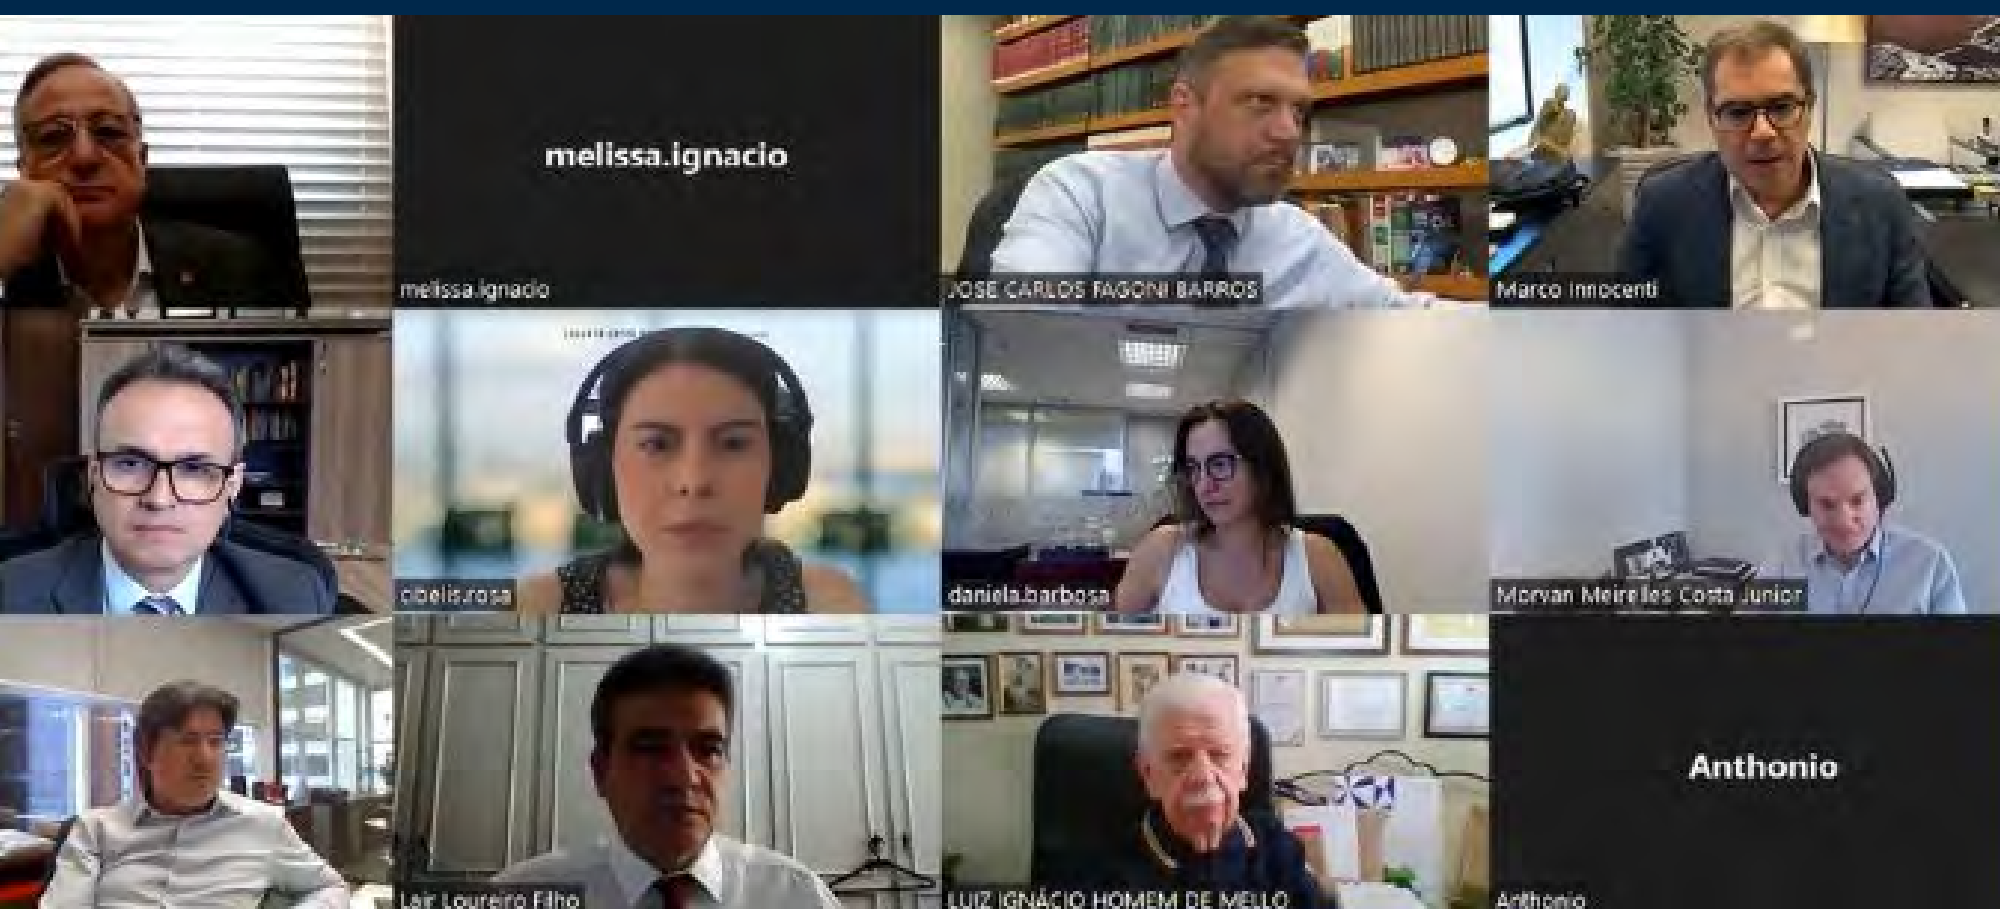 melissa.ignacio
melissa.ignacio
JOSE CARLOS FAGONI BARROS
Marco Innocenti
cibelis.rosa
daniela.barbosa
Morvan Meirelles Costa Junior
Lair Loureiro Filho
LUIZ IGNÁCIO HOMEM DE MELLO
Anthonio
Anthonio